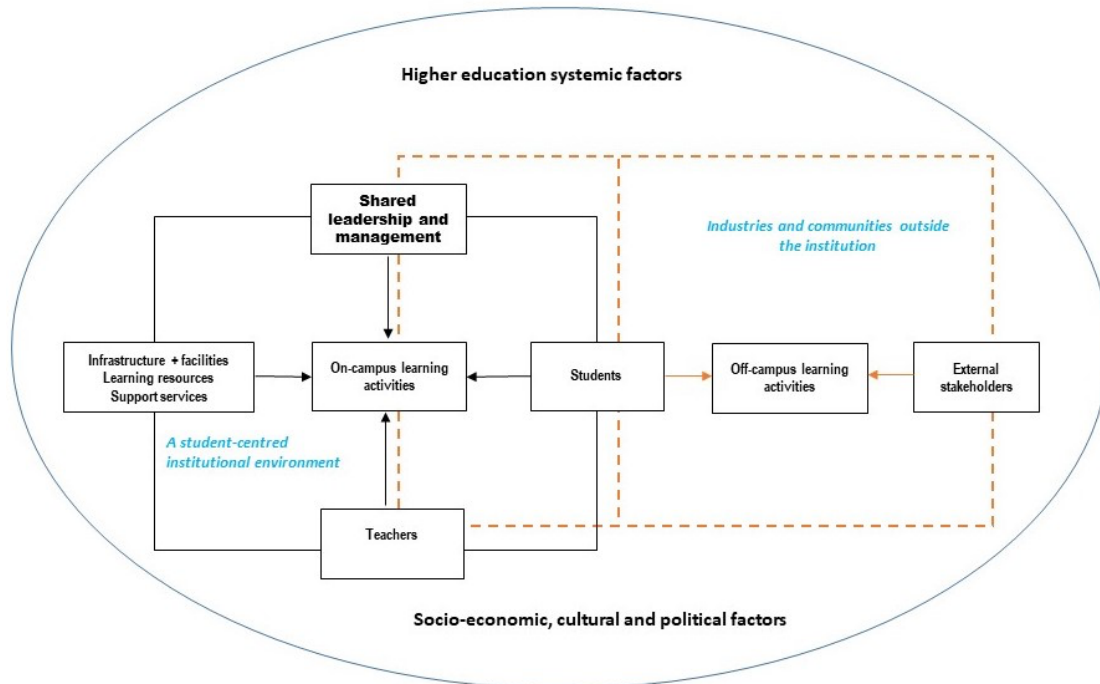 Higher education systemic factors
Shared
leadership and
management
Industries and communities outside
the institution
Infrastructure + facilities
Learning resources
Support services
On-campus learning
activities
Students
Off-campus learning
activities
External
stakeholders
A student-centred
institutional environment
Teachers
Socio-economic, cultural and political factors